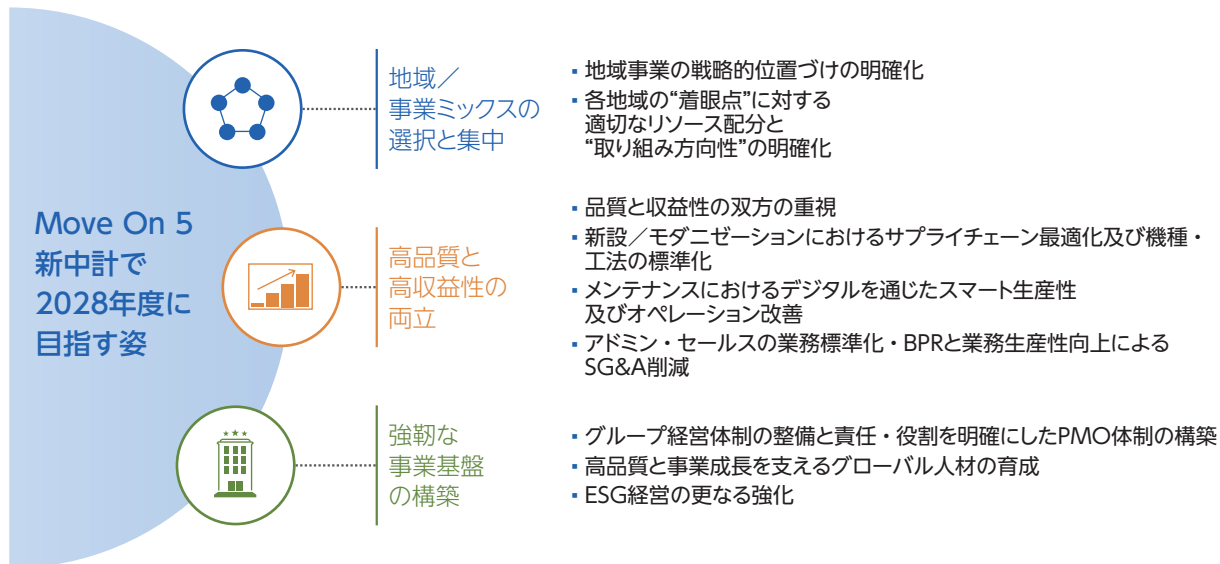 Move On 5
新中計で
2028年度に
目指す姿
地域／
事業ミックスの
選択と集中
▪ 地域事業の戦略的位置づけの明確化
▪ 各地域の“着眼点”に対する
適切なリソース配分と
“取り組み方向性”の明確化
高品質と
高収益性の
両立
▪ 品質と収益性の双方の重視
▪ 新設／モダニゼーションにおけるサプライチェーン最適化及び機種・
工法の標準化
▪ メンテナンスにおけるデジタルを通じたスマート生産性
及びオペレーション改善
▪ アドミン・セールスの業務標準化・BPRと業務生産性向上による
SG&A削減
強靭な
事業基盤
の構築
▪ グループ経営体制の整備と責任・役割を明確にしたPMO体制の構築
▪ 高品質と事業成長を支えるグローバル人材の育成
▪ ESG経営の更なる強化